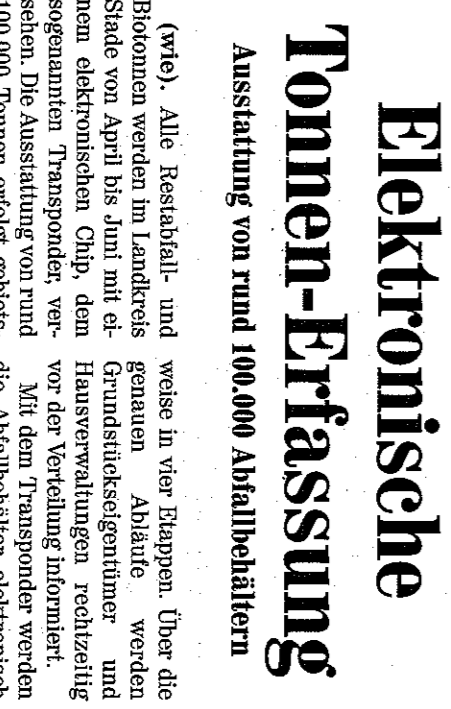 Elektronische
Tonnen-Erfassung
Ausstattung von rund 100.000 Abfallbehältern
(wie). Alle Restabfall- und
Biotonnen werden im Landkreis
Stade von April bis Juni mit ei-
nem elektronischen Chip, dem
sogenannten Transponder, ver-
sehen. Die Ausstattung von rund
100.000 Tonnen erfolgt gebiets-
weise in vier Etappen. Über die
genauen Abläufe werden
Grundstückseigentümer und
Hausverwaltungen rechtzeitig
vor der Verteilung informiert.
Mit dem Transponder werden
die Abfallbehälter elektronisch